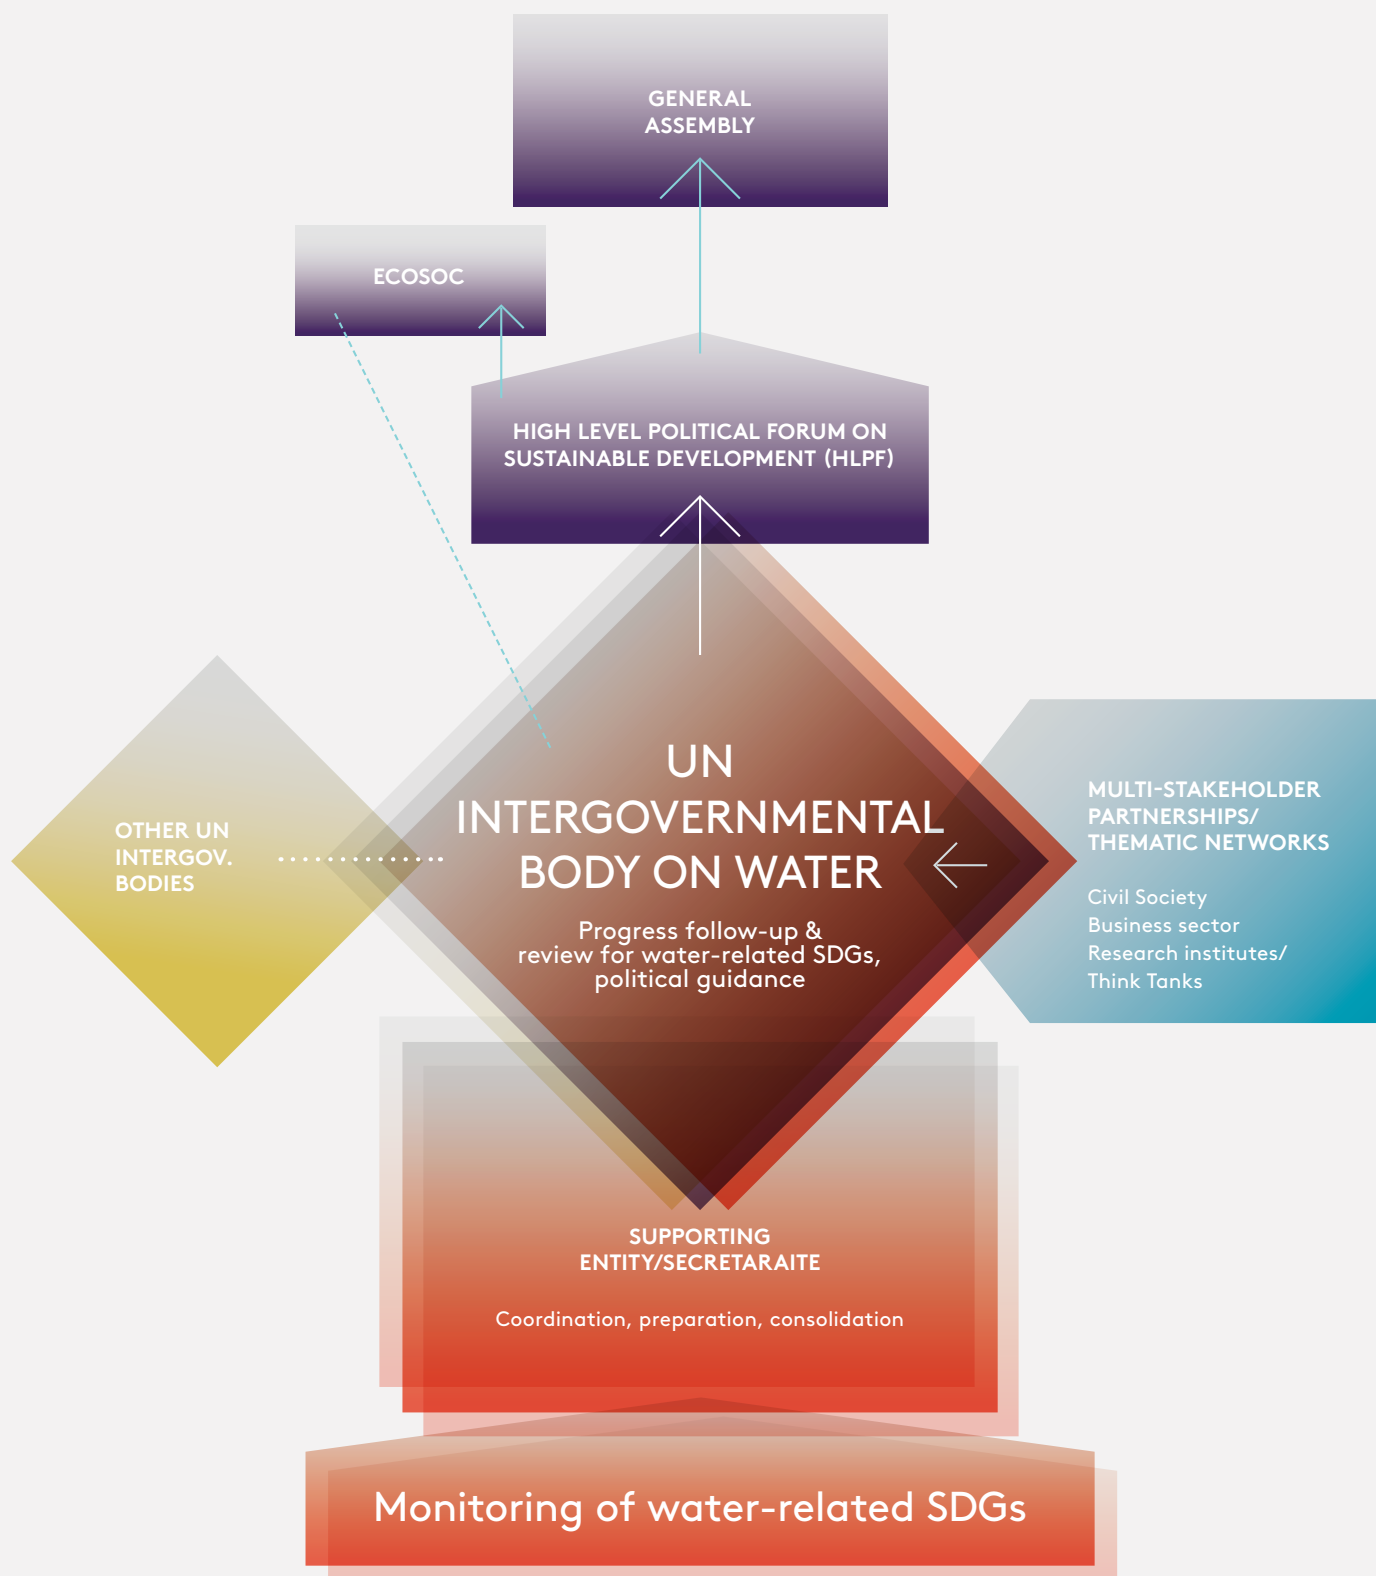 GENERAL
ASSEMBLY
ECOSOC
HIGH LEVEL POLITICAL FORUM ON
SUSTAINABLE DEVELOPMENT (HLPF)
OTHER UN
INTERGOV.
BODIES
UN
INTERGOVERNMENTAL
BODY ON WATER
Progress follow-up &
review for water-related SDGs,
political guidance
MULTI-STAKEHOLDER
PARTNERSHIPS/
THEMATIC NETWORKS
Civil Society
Business sector
Research institutes/
Think Tanks
SUPPORTING
ENTITY/SECRETARAITE
Coordination, preparation, consolidation
Monitoring of water-related SDGs